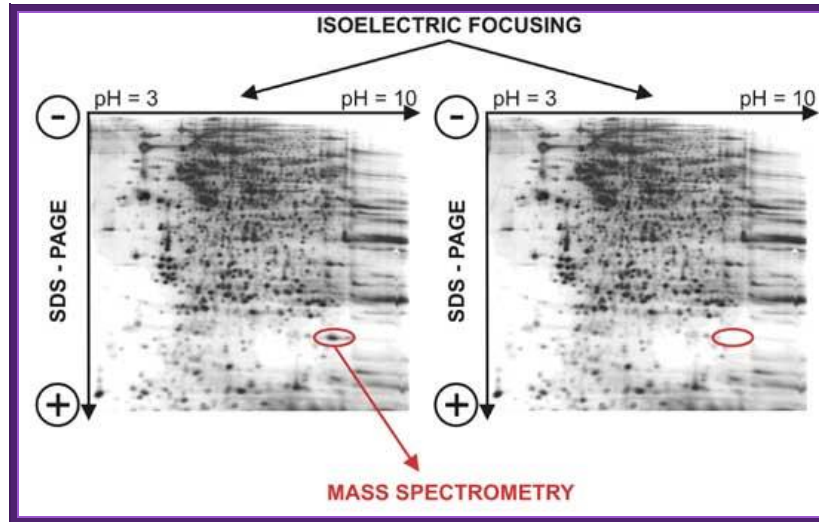 ISOELECTRIC FOCUSING
pH = 3 pH = 10 pH = 3 pH = 10
- -
SDS - PAGE SDS - PAGE
+ +
MASS SPECTROMETRY